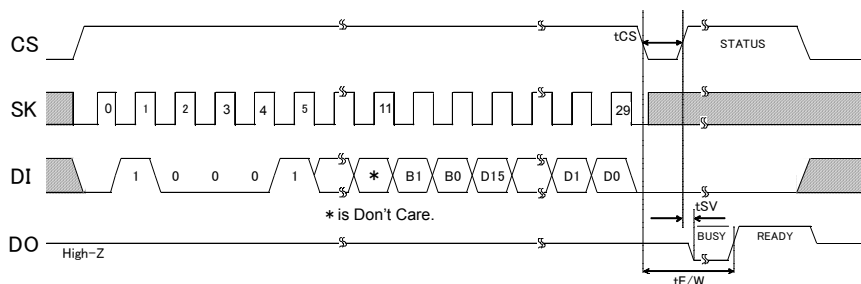 CS
tCS
STATUS
SK
0 1 2 3 4 5 11 29
DI
1 0 0 0 1 * B1 B0 D15 D1 D0
* is Don't Care.
tSV
DO
High-Z
BUSY
READY
tE/W